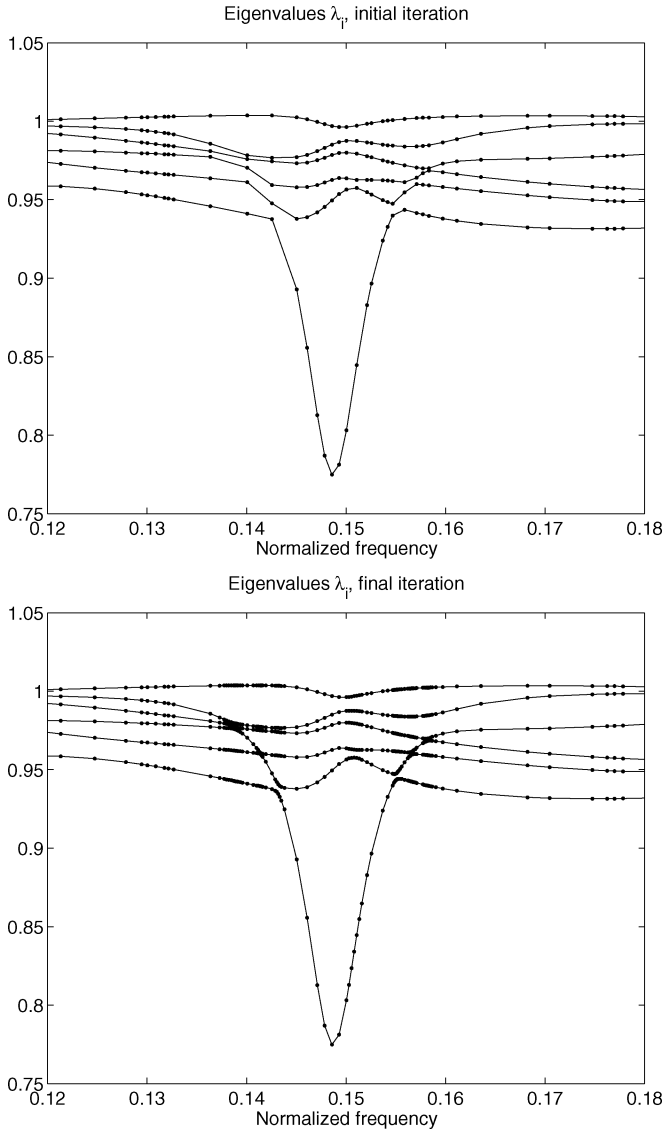 Eigenvalues λi, initial iteration
1.05
1
0.95
0.9
0.85
0.8
0.75
0.12 0.13 0.14 0.15 0.16 0.17 0.18
Normalized frequency
Eigenvalues λi, final iteration
1.05
1
0.95
0.9
0.85
0.8
0.75
0.12 0.13 0.14 0.15 0.16 0.17 0.18
Normalized frequency